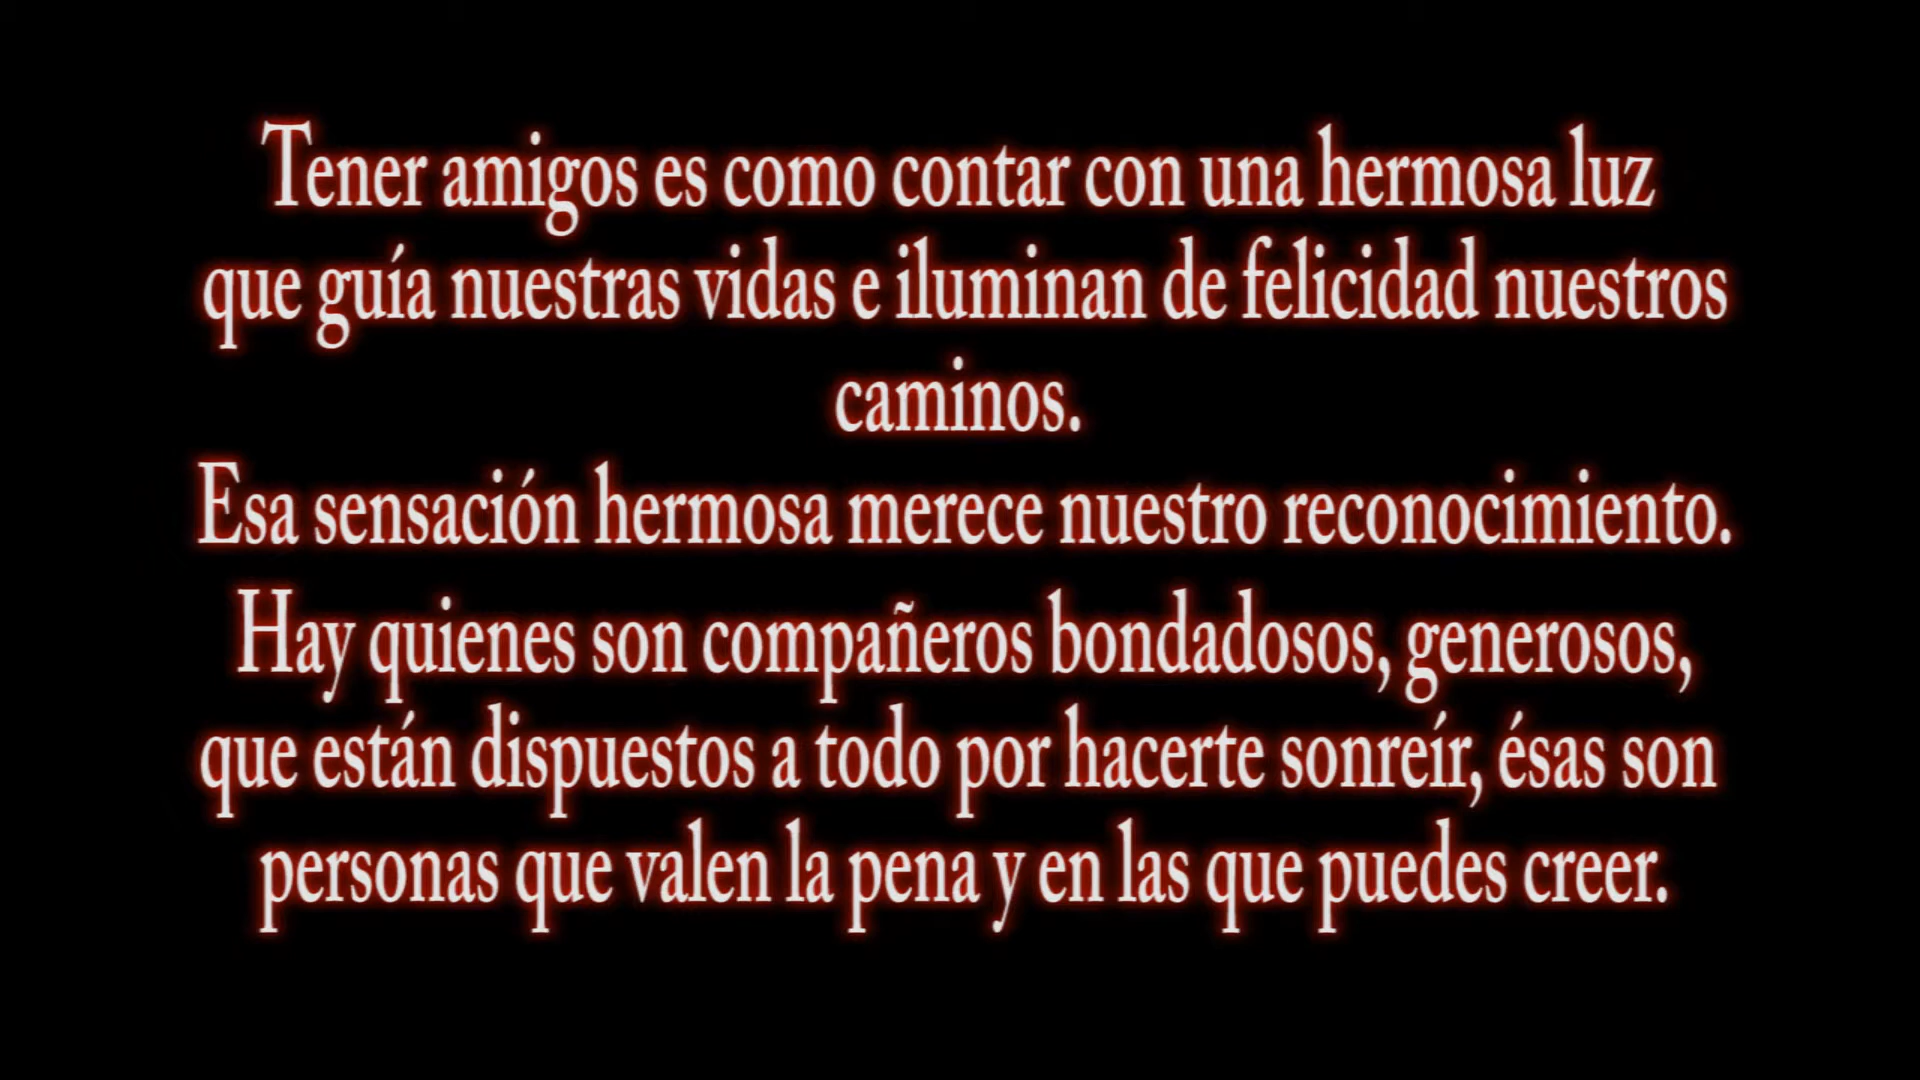 Tener amigos es como contar con una hermosa luz
que guía nuestras vidas e iluminan de felicidad nuestros
caminos.
Esa sensación hermosa merece nuestro reconocimiento.
Hay quienes son compañeros bondadosos, generosos,
que están dispuestos a todo por hacerte sonreír, ésas son
personas que valen la pena y en las que puedes creer.